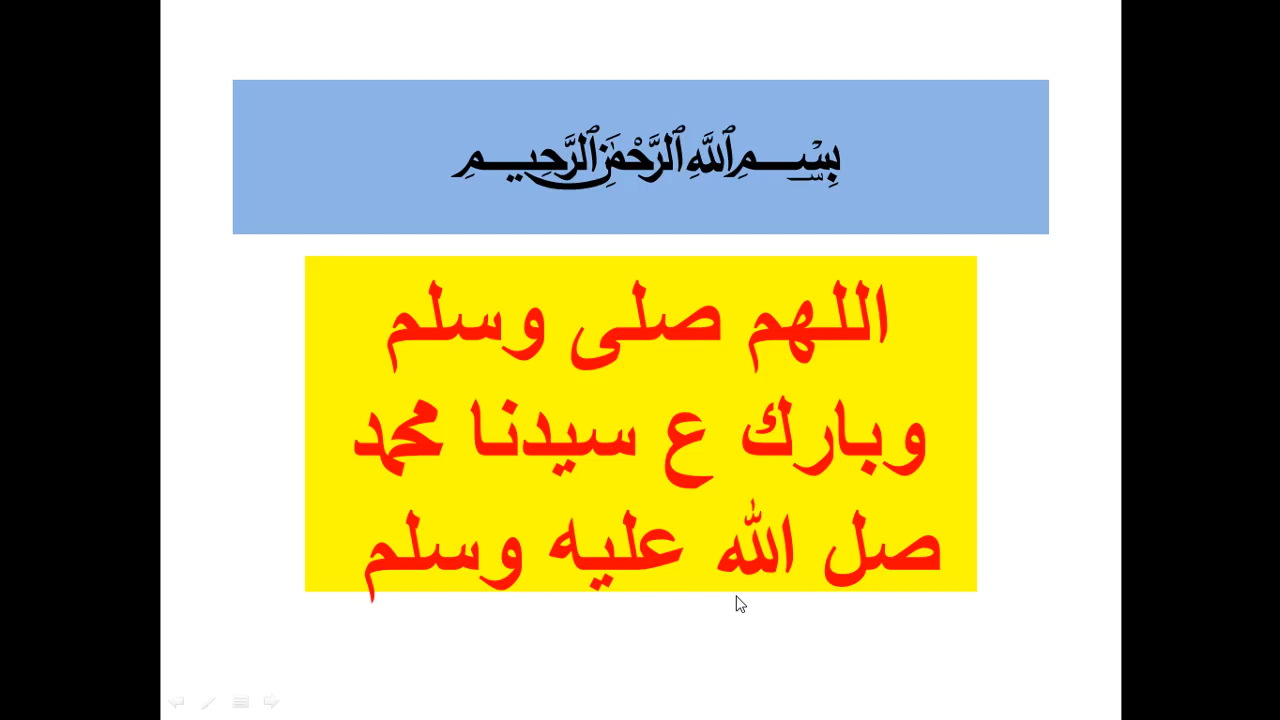 بِسْمِ ٱللَّهِ ٱلرَّحْمَٰنِ ٱلرَّحِيمِ
اللهم صلى وسلم
وبارك ع سيدنا محمد
صل الله عليه وسلم